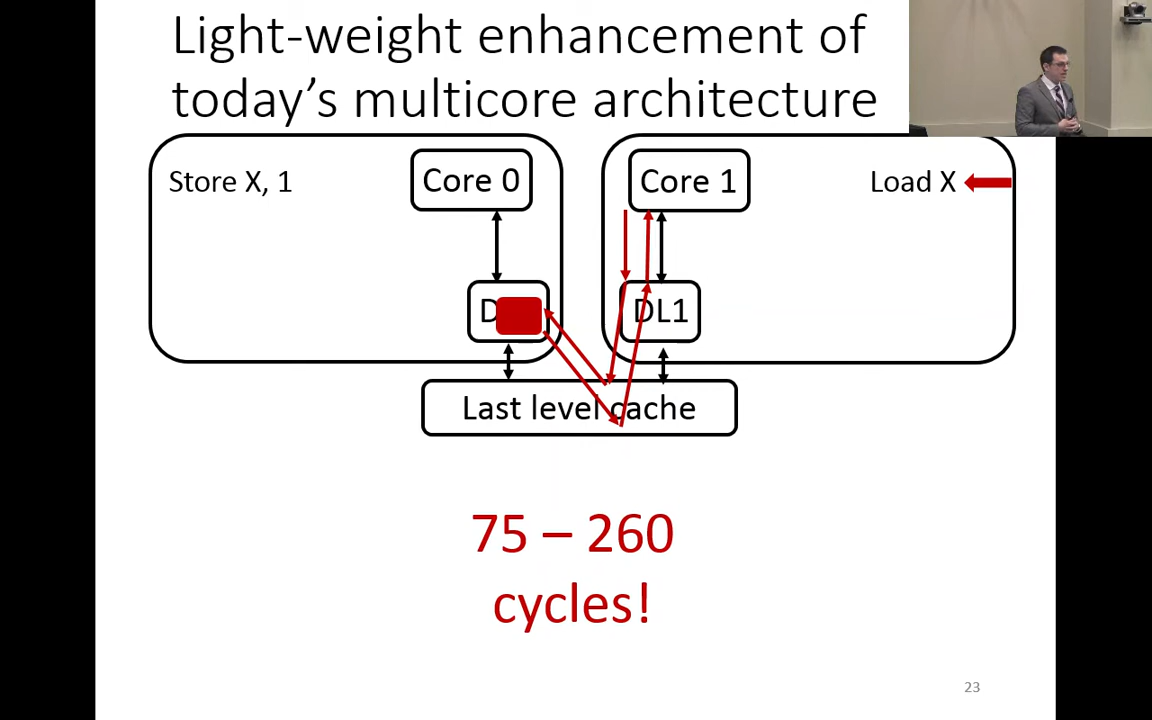 Light-weight enhancement of
today's multicore architecture
Store X, 1
Core 0
Core 1
Load X
D
DL1
Last level cache
75 – 260
cycles!
23